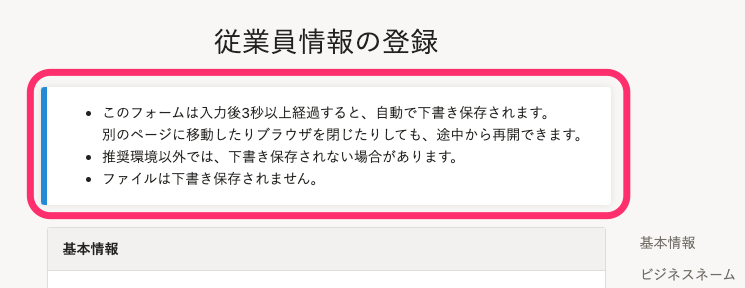 従業員情報の登録
このフォームは入力後3秒以上経過すると、自動で下書き保存されます。
別のページに移動したりブラウザを閉じたりしても、途中から再開できます。
推奨環境以外では、下書き保存されない場合があります。
ファイルは下書き保存されません。
基本情報
基本情報
ビジネスネーム